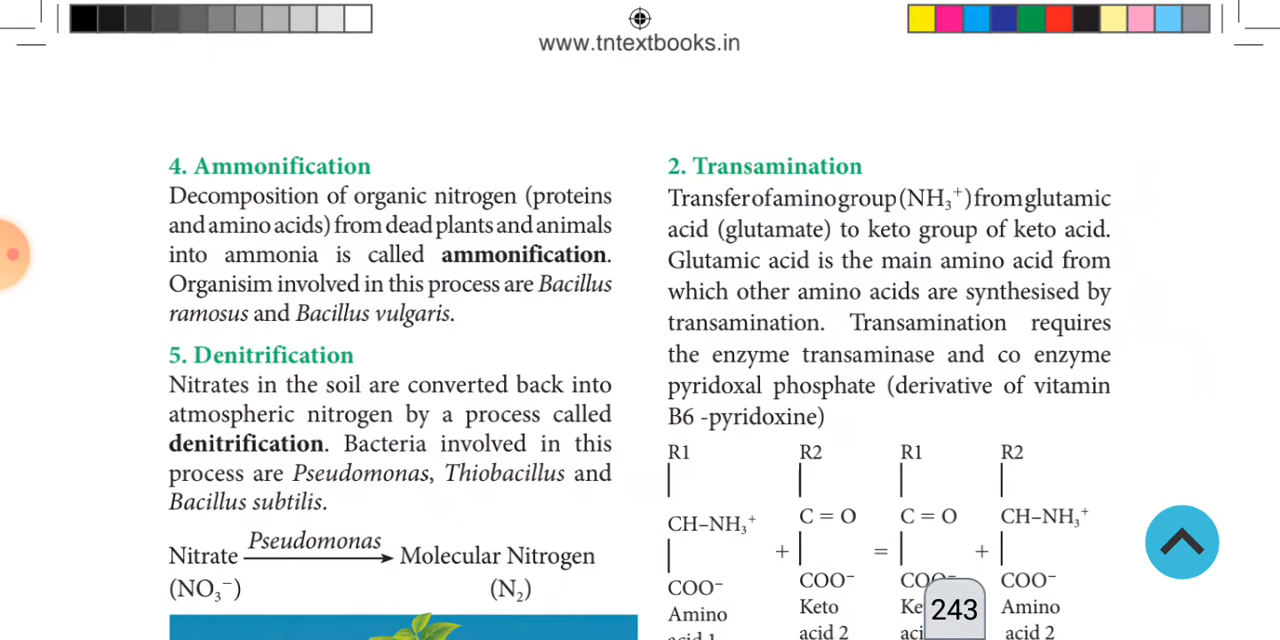 www.tntextbooks.in
4. Ammonification
Decomposition of organic nitrogen (proteins
and amino acids) from dead plants and animals
into ammonia is called ammonification.
Organisim involved in this process are Bacillus
ramosus and Bacillus vulgaris.
5. Denitrification
Nitrates in the soil are converted back into
atmospheric nitrogen by a process called
denitrification. Bacteria involved in this
process are Pseudomonas, Thiobacillus and
Bacillus subtilis.
Nitrate Pseudomonas Molecular Nitrogen
(NO₃⁻) (N₂)
2. Transamination
Transfer of amino group (NH₃⁺) from glutamic
acid (glutamate) to keto group of keto acid.
Glutamic acid is the main amino acid from
which other amino acids are synthesised by
transamination. Transamination requires
the enzyme transaminase and co enzyme
pyridoxal phosphate (derivative of vitamin
B6 -pyridoxine)
R1 R2 R1 R2
CH–NH₃⁺ C = O C = O CH–NH₃⁺
+ = +
COO⁻ COO⁻ COO⁻ COO⁻
Amino Keto Amino
acid 2 acid 2
243